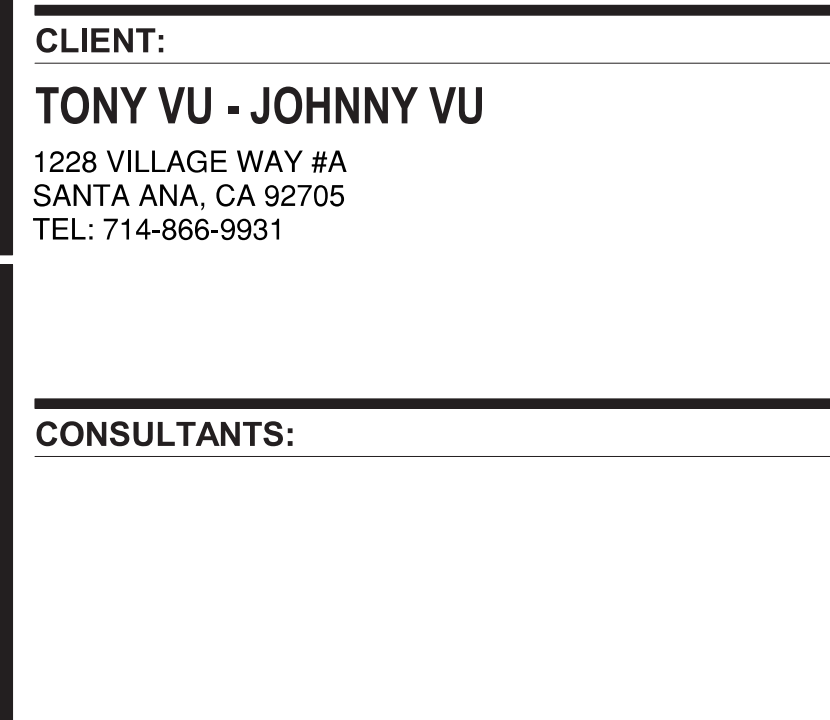 CLIENT:
TONY VU - JOHNNY VU
1228 VILLAGE WAY #A
SANTA ANA, CA 92705
TEL: 714-866-9931
CONSULTANTS: